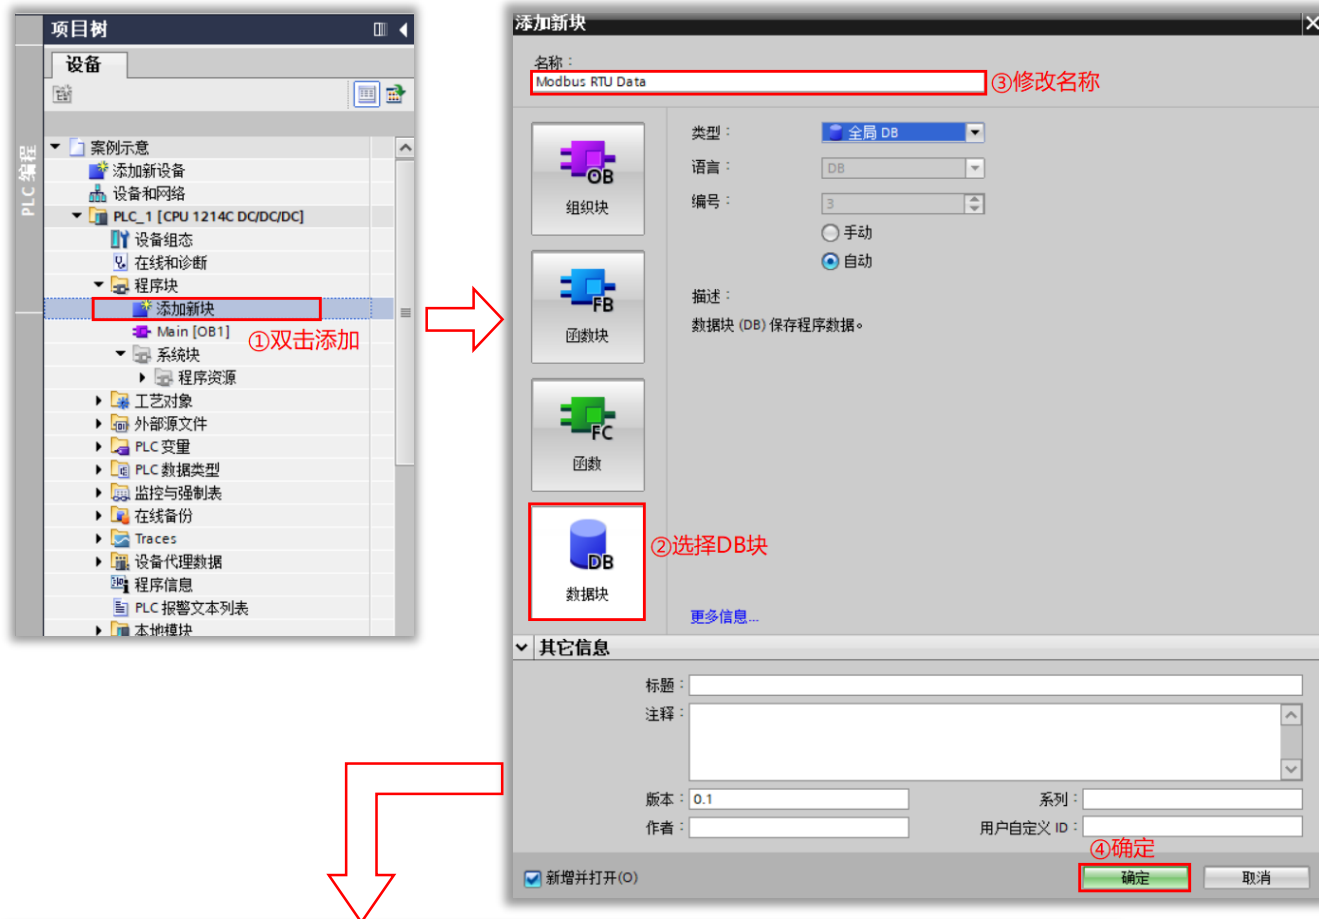 项目树
设备
PLC 编程
案例示意
添加新设备
设备和网络
PLC_1 [CPU 1214C DC/DC/DC]
设备组态
在线和诊断
程序块
添加新块
Main [OB1]
①双击添加
系统块
程序资源
工艺对象
外部源文件
PLC 变量
PLC 数据类型
监控与强制表
在线备份
Traces
设备代理数据
程序信息
PLC 报警文本列表
本地模块
添加新块
名称：
Modbus RTU Data
③修改名称
OB
组织块
FB
函数块
FC
函数
DB
数据块
②选择DB块
类型：
全局 DB
语言：
DB
编号：
3
手动
自动
描述：
数据块 (DB) 保存程序数据。
更多信息...
其它信息
标题：
注释：
版本：
0.1
系列：
作者：
用户自定义 ID：
④确定
新增并打开(O)
确定
取消